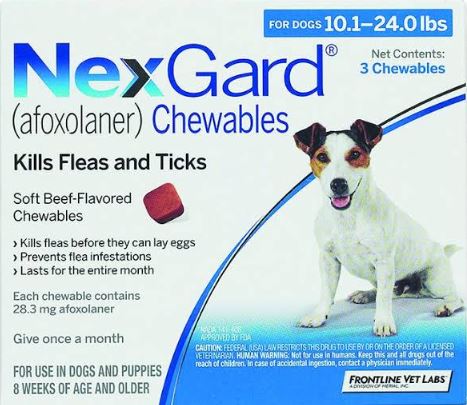 FOR DOGS 10.1–24.0 lbs
NexGard®
Net Contents:
3 Chewables
(afoxolaner) Chewables
Kills Fleas and Ticks
Soft Beef-Flavored
Chewables
› Kills fleas before they can lay eggs
› Prevents flea infestations
› Lasts for the entire month
Each chewable contains
28.3 mg afoxolaner
Give once a month
APPROVED BY FDA
CAUTION: FEDERAL (USA) LAW RESTRICTS THIS DRUG TO USE BY OR ON THE ORDER OF A LICENSED
VETERINARIAN. HUMAN WARNING: Not for use in humans. Keep this and all drugs out of the
reach of children. In case of accidental ingestion, contact a physician immediately.
FOR USE IN DOGS AND PUPPIES
8 WEEKS OF AGE AND OLDER
FRONTLINE VET LABS
A DIVISION OF MERIAL, INC.